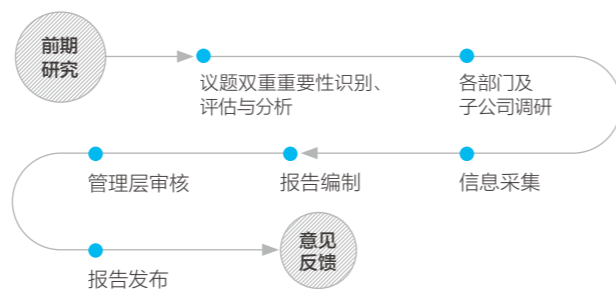 前期
研究
议题双重重要性识别、
评估与分析
各部门及
子公司调研
信息采集
报告编制
管理层审核
报告发布
意见
反馈